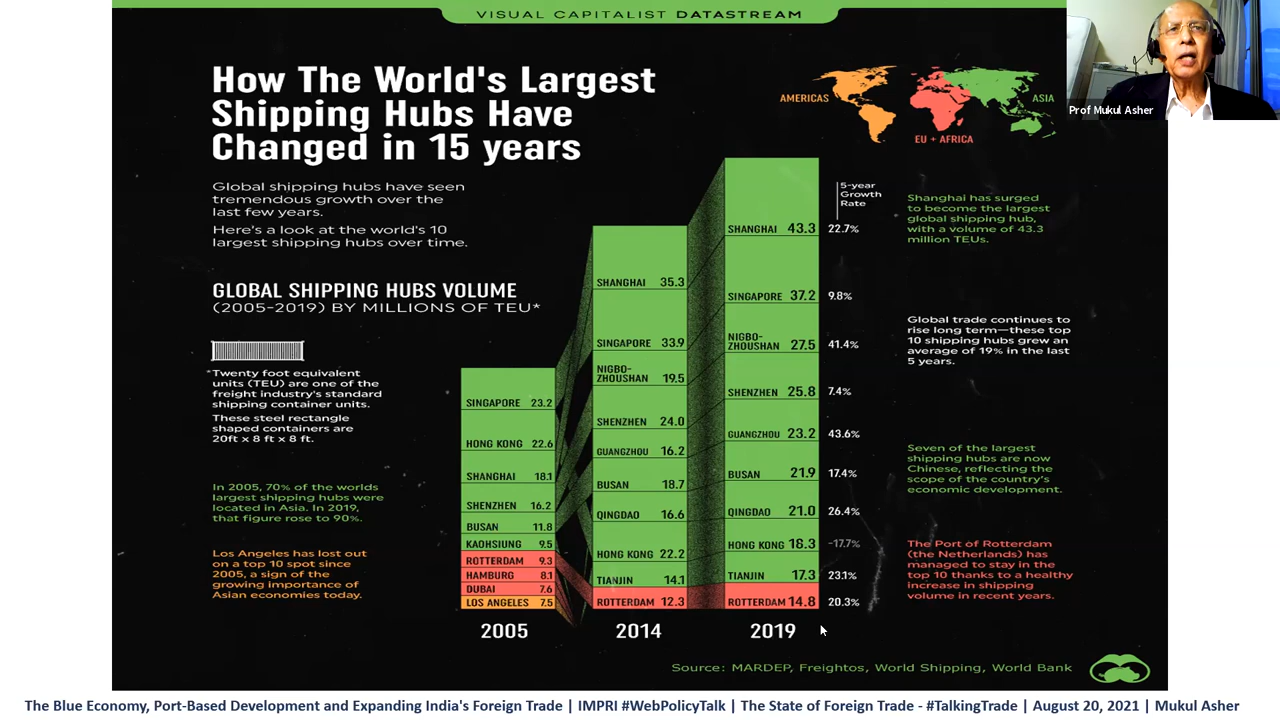 VISUAL CAPITALIST DATASTREAM
How The World's Largest
Shipping Hubs Have
Changed in 15 years
Global shipping hubs have seen
tremendous growth over the
last few years.
Here's a look at the world's 10
largest shipping hubs over time.
AMERICAS
EU + AFRICA
ASIA
Prof Mukul Asher
GLOBAL SHIPPING HUBS VOLUME
(2005-2019) BY MILLIONS OF TEU*
*Twenty foot equivalent
units (TEU) are one of the
freight industry's standard
shipping container units.
These steel rectangle
shaped containers are
20ft x 8 ft x 8 ft.
In 2005, 70% of the worlds
largest shipping hubs were
located in Asia. In 2019,
that figure rose to 90%.
Los Angeles has lost out
on a top 10 spot since
2005, a sign of the
growing importance of
Asian economies today.
SINGAPORE 23.2
HONG KONG 22.6
SHANGHAI 18.1
SHENZHEN 16.2
BUSAN 11.8
KAOHSIUNG 9.5
ROTTERDAM 9.3
HAMBURG 8.1
DUBAI 7.6
LOS ANGELES 7.5
2005
SHANGHAI 35.3
SINGAPORE 33.9
NIGBO-
ZHOUSHAN 19.5
SHENZHEN 24.0
GUANGZHOU 16.2
BUSAN 18.7
QINGDAO 16.6
HONG KONG 22.2
TIANJIN 14.1
ROTTERDAM 12.3
2014
5-year
Growth
Rate
SHANGHAI 43.3 22.7%
SINGAPORE 37.2 9.8%
NIGBO-
ZHOUSHAN 27.5 41.4%
SHENZHEN 25.8 7.4%
GUANGZHOU 23.2 43.6%
BUSAN 21.9 17.4%
QINGDAO 21.0 26.4%
HONG KONG 18.3 -17.7%
TIANJIN 17.3 23.1%
ROTTERDAM 14.8 20.3%
2019
Shanghai has surged
to become the largest
global shipping hub,
with a volume of 43.3
million TEUs.
Global trade continues to
rise long term—these top
10 shipping hubs grew an
average of 19% in the last
5 years.
Seven of the largest
shipping hubs are now
Chinese, reflecting the
scope of the country's
economic development.
The Port of Rotterdam
(the Netherlands) has
managed to stay in the
top 10 thanks to a healthy
increase in shipping
volume in recent years.
Source: MARDEP, Freightos, World Shipping, World Bank
The Blue Economy, Port-Based Development and Expanding India's Foreign Trade | IMPRI #WebPolicyTalk | The State of Foreign Trade - #TalkingTrade | August 20, 2021 | Mukul Asher